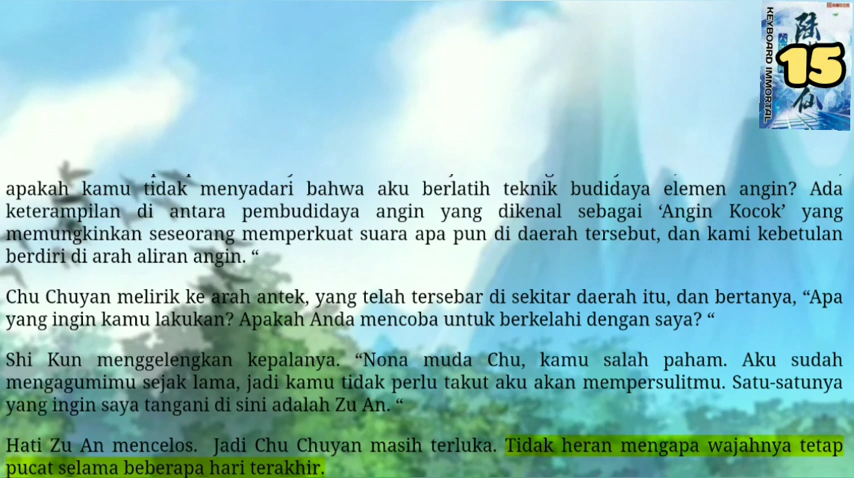 KEYBOARD IMMORTAL
15
apakah kamu tidak menyadari bahwa aku berlatih teknik budidaya elemen angin? Ada
keterampilan di antara pembudidaya angin yang dikenal sebagai ‘Angin Kocok’ yang
memungkinkan seseorang memperkuat suara apa pun di daerah tersebut, dan kami kebetulan
berdiri di arah aliran angin. “
Chu Chuyan melirik ke arah antek, yang telah tersebar di sekitar daerah itu, dan bertanya, “Apa
yang ingin kamu lakukan? Apakah Anda mencoba untuk berkelahi dengan saya? “
Shi Kun menggelengkan kepalanya. “Nona muda Chu, kamu salah paham. Aku sudah
mengagumimu sejak lama, jadi kamu tidak perlu takut aku akan mempersulitmu. Satu-satunya
yang ingin saya tangani di sini adalah Zu An. “
Hati Zu An mencelos. Jadi Chu Chuyan masih terluka. Tidak heran mengapa wajahnya tetap
pucat selama beberapa hari terakhir.